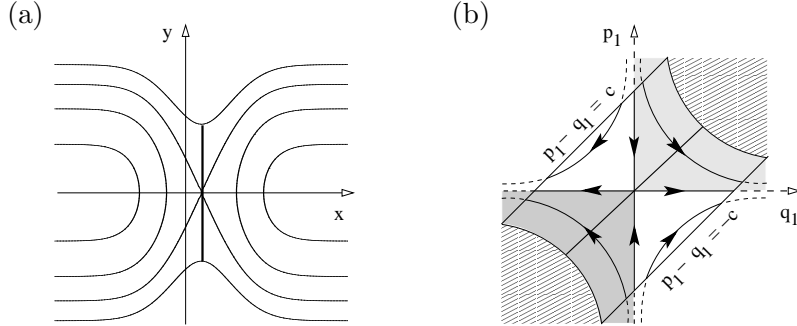 (a)
y
x
(b)
p₁
p₁− q₁ = c
q₁
p₁− q₁ = −c